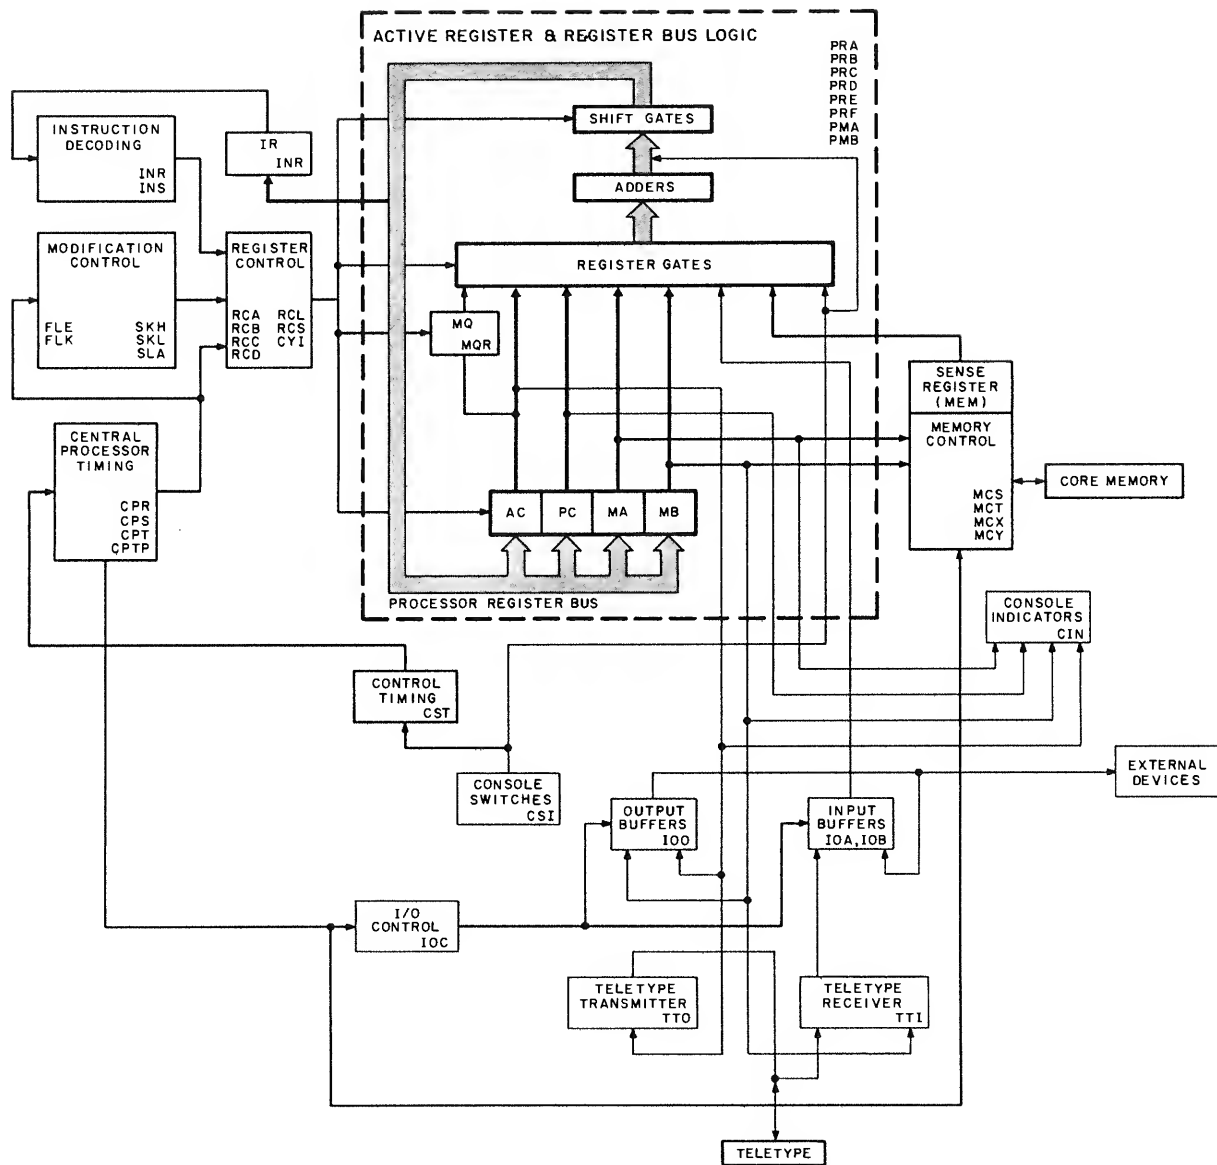 ACTIVE REGISTER & REGISTER BUS LOGIC
PRA
PRB
PRC
PRD
PRE
PRF
PMA
PMB
SHIFT GATES
INSTRUCTION
DECODING
INR
INS
IR
INR
ADDERS
MODIFICATION
CONTROL
FLE
FLK
SKH
SKL
SLA
REGISTER
CONTROL
RCA RCL
RCB RCS
RCC CYI
RCD
REGISTER GATES
MQ
MQR
SENSE
REGISTER
(MEM)
MEMORY
CONTROL
MCS
MCT
MCX
MCY
CORE MEMORY
CENTRAL
PROCESSOR
TIMING
CPR
CPS
CPT
CPTP
AC PC MA MB
PROCESSOR REGISTER BUS
CONSOLE
INDICATORS
CIN
CONTROL
TIMING
CST
CONSOLE
SWITCHES
CSI
OUTPUT
BUFFERS
IOO
INPUT
BUFFERS
IOA, IOB
EXTERNAL
DEVICES
I/O
CONTROL
IOC
TELETYPE
TRANSMITTER
TTO
TELETYPE
RECEIVER
TTI
TELETYPE